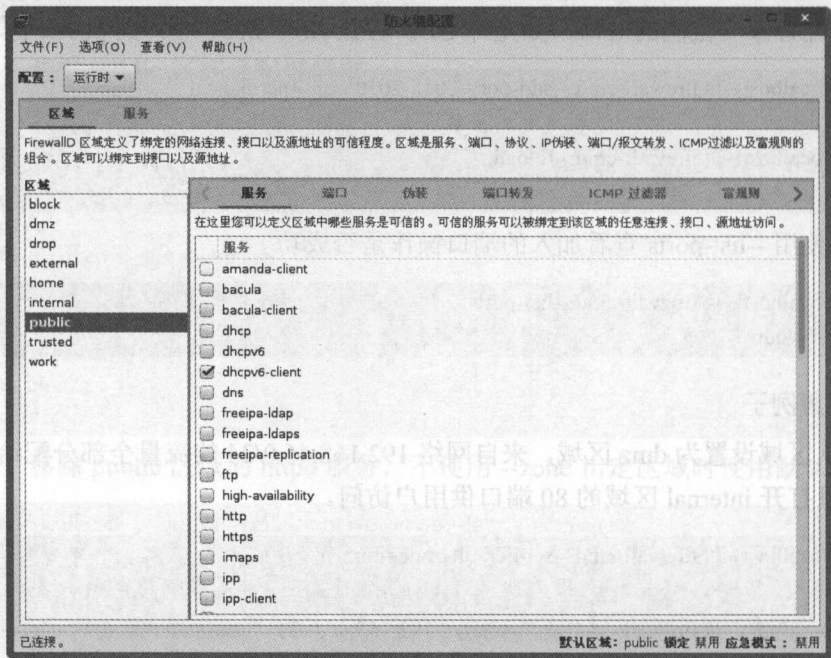 防火墙配置
文件(F) 选项(O) 查看(V) 帮助(H)
配置： 运行时
区域 服务
FirewallD 区域定义了绑定的网络连接、接口以及源地址的可信程度。区域是服务、端口、协议、IP伪装、端口/报文转发、ICMP过滤以及富规则的
组合。区域可以绑定到接口以及源地址。
区域
block
dmz
drop
external
home
internal
public
trusted
work
服务 端口 伪装 端口转发 ICMP 过滤器 富规则
在这里您可以定义区域中哪些服务是可信的。可信的服务可以被绑定到该区域的任意连接、接口、源地址访问。
服务
amanda-client
bacula
bacula-client
dhcp
dhcpv6
dhcpv6-client
dns
freeipa-ldap
freeipa-ldaps
freeipa-replication
ftp
high-availability
http
https
imaps
ipp
ipp-client
已连接。
默认区域: public 锁定 禁用 应急模式： 禁用